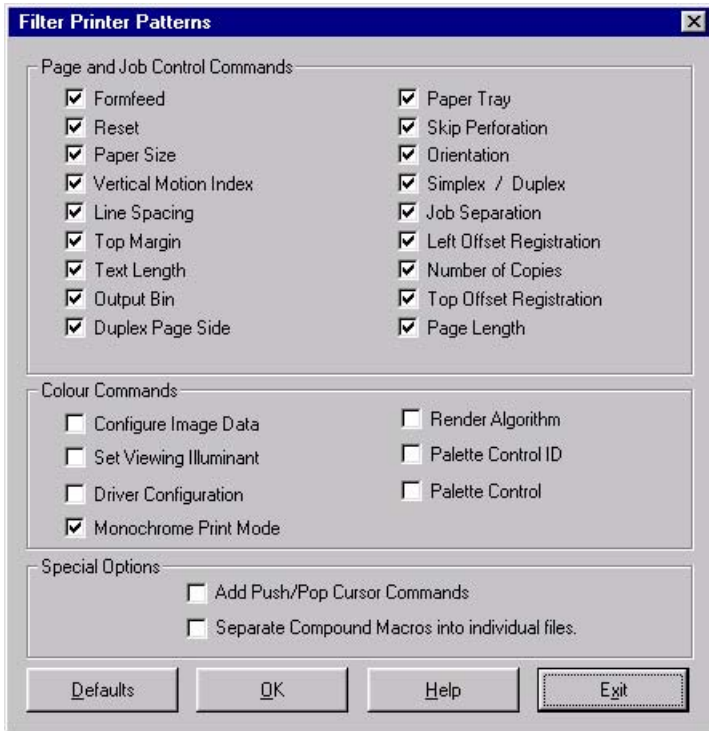 Filter Printer Patterns
Page and Job Control Commands
Formfeed
Reset
Paper Size
Vertical Motion Index
Line Spacing
Top Margin
Text Length
Output Bin
Duplex Page Side
Paper Tray
Skip Perforation
Orientation
Simplex / Duplex
Job Separation
Left Offset Registration
Number of Copies
Top Offset Registration
Page Length
Colour Commands
Configure Image Data
Set Viewing Illuminant
Driver Configuration
Monochrome Print Mode
Render Algorithm
Palette Control ID
Palette Control
Special Options
Add Push/Pop Cursor Commands
Separate Compound Macros into individual files.
Defaults
OK
Help
Exit